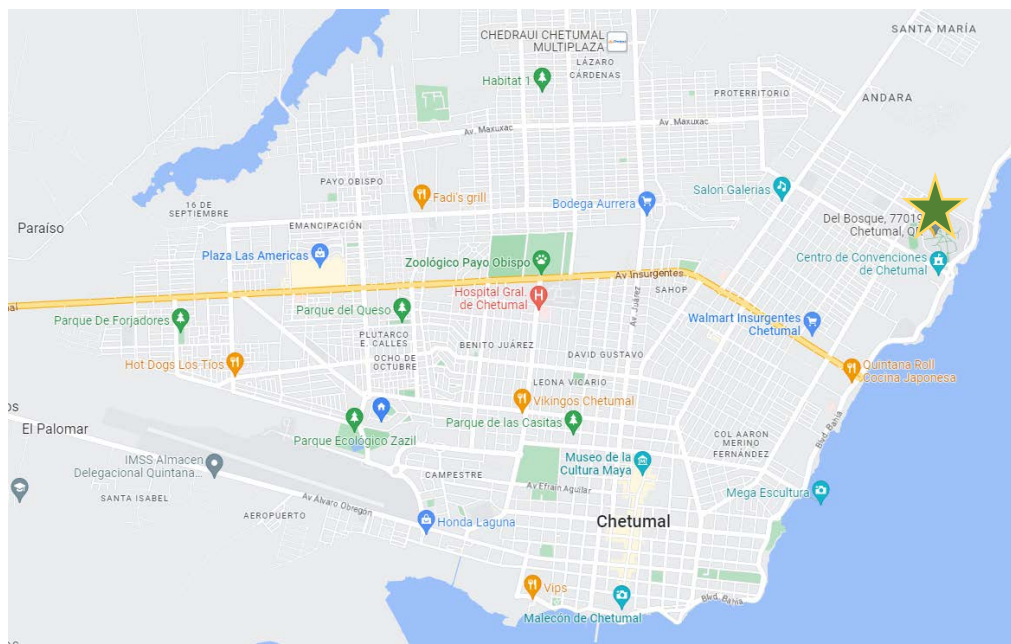 CHEDRAUI CHETUMAL
MULTIPLAZA
SANTA MARÍA
LÁZARO
CÁRDENAS
Habitat 1
PROTERRITORIO
ANDARA
Av. Maxuxac
Av. Maxuxac
PAYO OBISPO
Salon Galerias
Fadi's grill
16 DE
SEPTIEMBRE
Bodega Aurrera
Paraíso
EMANCIPACIÓN
Del Bosque, 77019
Chetumal, Q
Plaza Las Americas
Zoológico Payo Obispo
Centro de Convenciones
de Chetumal
Av Insurgentes
SAHOP
Hospital Gral.
de Chetumal
Av. Juárez
Parque De Forjadores
Parque del Queso
Walmart Insurgentes
Chetumal
PLUTARCO
E. CALLES
BENITO JUÁREZ
DAVID GUSTAVO
OCHO DE
OCTUBRE
Hot Dogs Los Tíos
Quintana Roll
Cocina Japonesa
LEONA VICARIO
Vikingos Chetumal
Blvd. Bahía
Parque de las Casitas
El Palomar
Parque Ecológico Zazil
COL AARON
MERINO
FERNÁNDEZ
IMSS Almacen
Delegacional Quintana...
Museo de la
Cultura Maya
CAMPESTRE
Av Efraín Aguilar
Mega Escultura
SANTA ISABEL
Av Álvaro Obregón
AEROPUERTO
Honda Laguna
Chetumal
Vips
Blvd. Bahía
Malecón de Chetumal